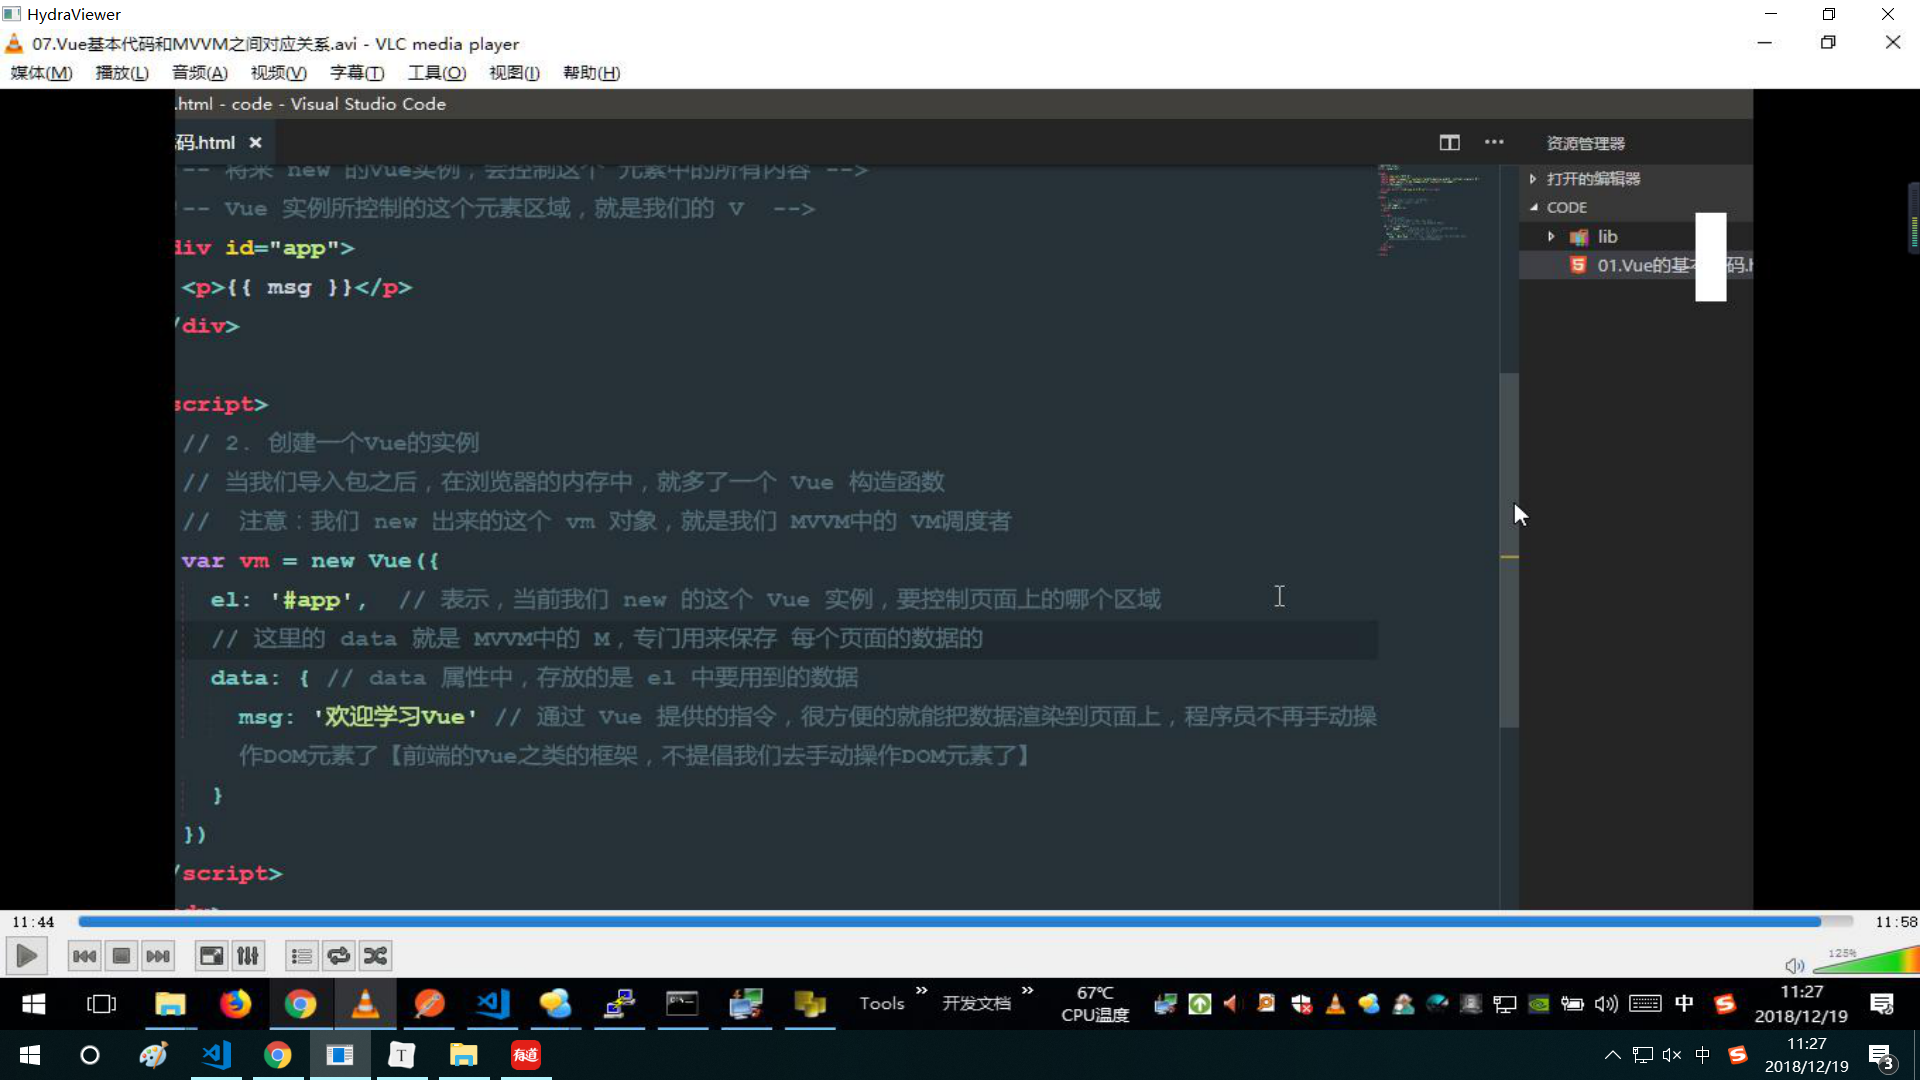 HydraViewer
07.Vue基本代码和MVVM之间对应关系.avi - VLC media player
媒体(M) 播放(L) 音频(A) 视频(V) 字幕(T) 工具(O) 视图(I) 帮助(H)
.html - code - Visual Studio Code
码.html
资源管理器
-- 将来 new 的Vue实例，会控制这个 元素中的所有内容 -->
打开的编辑器
!-- Vue 实例所控制的这个元素区域，就是我们的 V  -->
CODE
div id="app">
lib
<p>{{ msg }}</p>
01.Vue的基本 码.h
/div>
script>
// 2. 创建一个Vue的实例
// 当我们导入包之后，在浏览器的内存中，就多了一个 Vue 构造函数
//  注意：我们 new 出来的这个 vm 对象，就是我们 MVVM中的 VM调度者
var vm = new Vue({
el: '#app',  // 表示，当前我们 new 的这个 Vue 实例，要控制页面上的哪个区域
// 这里的 data 就是 MVVM中的 M，专门用来保存 每个页面的数据的
data: { // data 属性中，存放的是 el 中要用到的数据
msg: '欢迎学习Vue' // 通过 Vue 提供的指令，很方便的就能把数据渲染到页面上，程序员不再手动操
作DOM元素了【前端的Vue之类的框架，不提倡我们去手动操作DOM元素了】
}
})
/script>
11:44
11:58
125%
Tools » 开发文档 »
67℃
CPU温度
中
11:27
2018/12/19
T
有道
中
11:27
2018/12/19
3